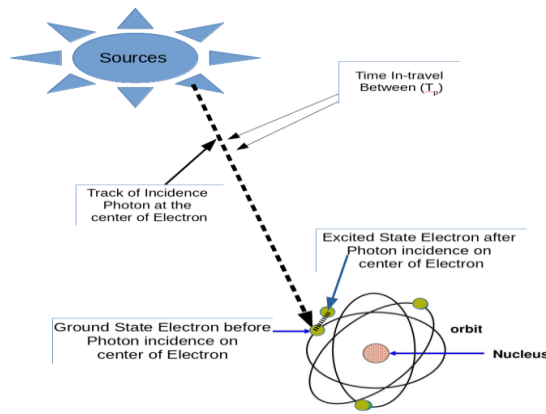 Sources
Time In-travel
Between (Tp)
Track of Incidence
Photon at the
center of Electron
Excited State Electron after
Photon incidence on
center of Electron
Ground State Electron before
Photon incidence on
center of Electron
orbit
Nucleus